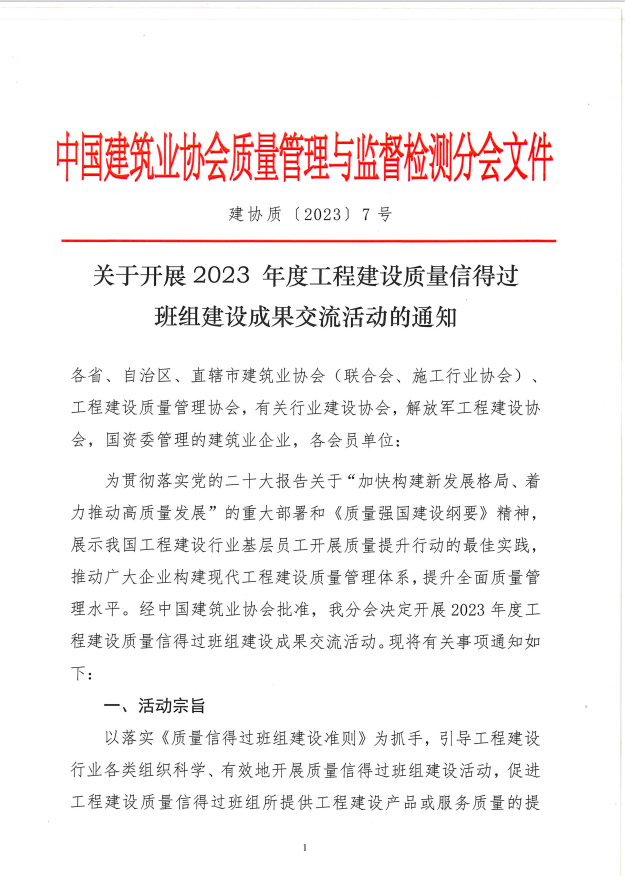 中国建筑业协会质量管理与监督检测分会文件
建协质〔2023〕7号
关于开展 2023 年度工程建设质量信得过
班组建设成果交流活动的通知
各省、自治区、直辖市建筑业协会（联合会、施工行业协会）、
工程建设质量管理协会，有关行业建设协会，解放军工程建设协
会，国资委管理的建筑业企业，各会员单位：
为贯彻落实党的二十大报告关于“加快构建新发展格局、着
力推动高质量发展”的重大部署和《质量强国建设纲要》精神，
展示我国工程建设行业基层员工开展质量提升行动的最佳实践，
推动广大企业构建现代工程建设质量管理体系，提升全面质量管
理水平。经中国建筑业协会批准，我分会决定开展 2023 年度工
程建设质量信得过班组建设成果交流活动。现将有关事项通知如
下：
一、活动宗旨
以落实《质量信得过班组建设准则》为抓手，引导工程建设
行业各类组织科学、有效地开展质量信得过班组建设活动，促进
工程建设质量信得过班组所提供工程建设产品或服务质量的提
1